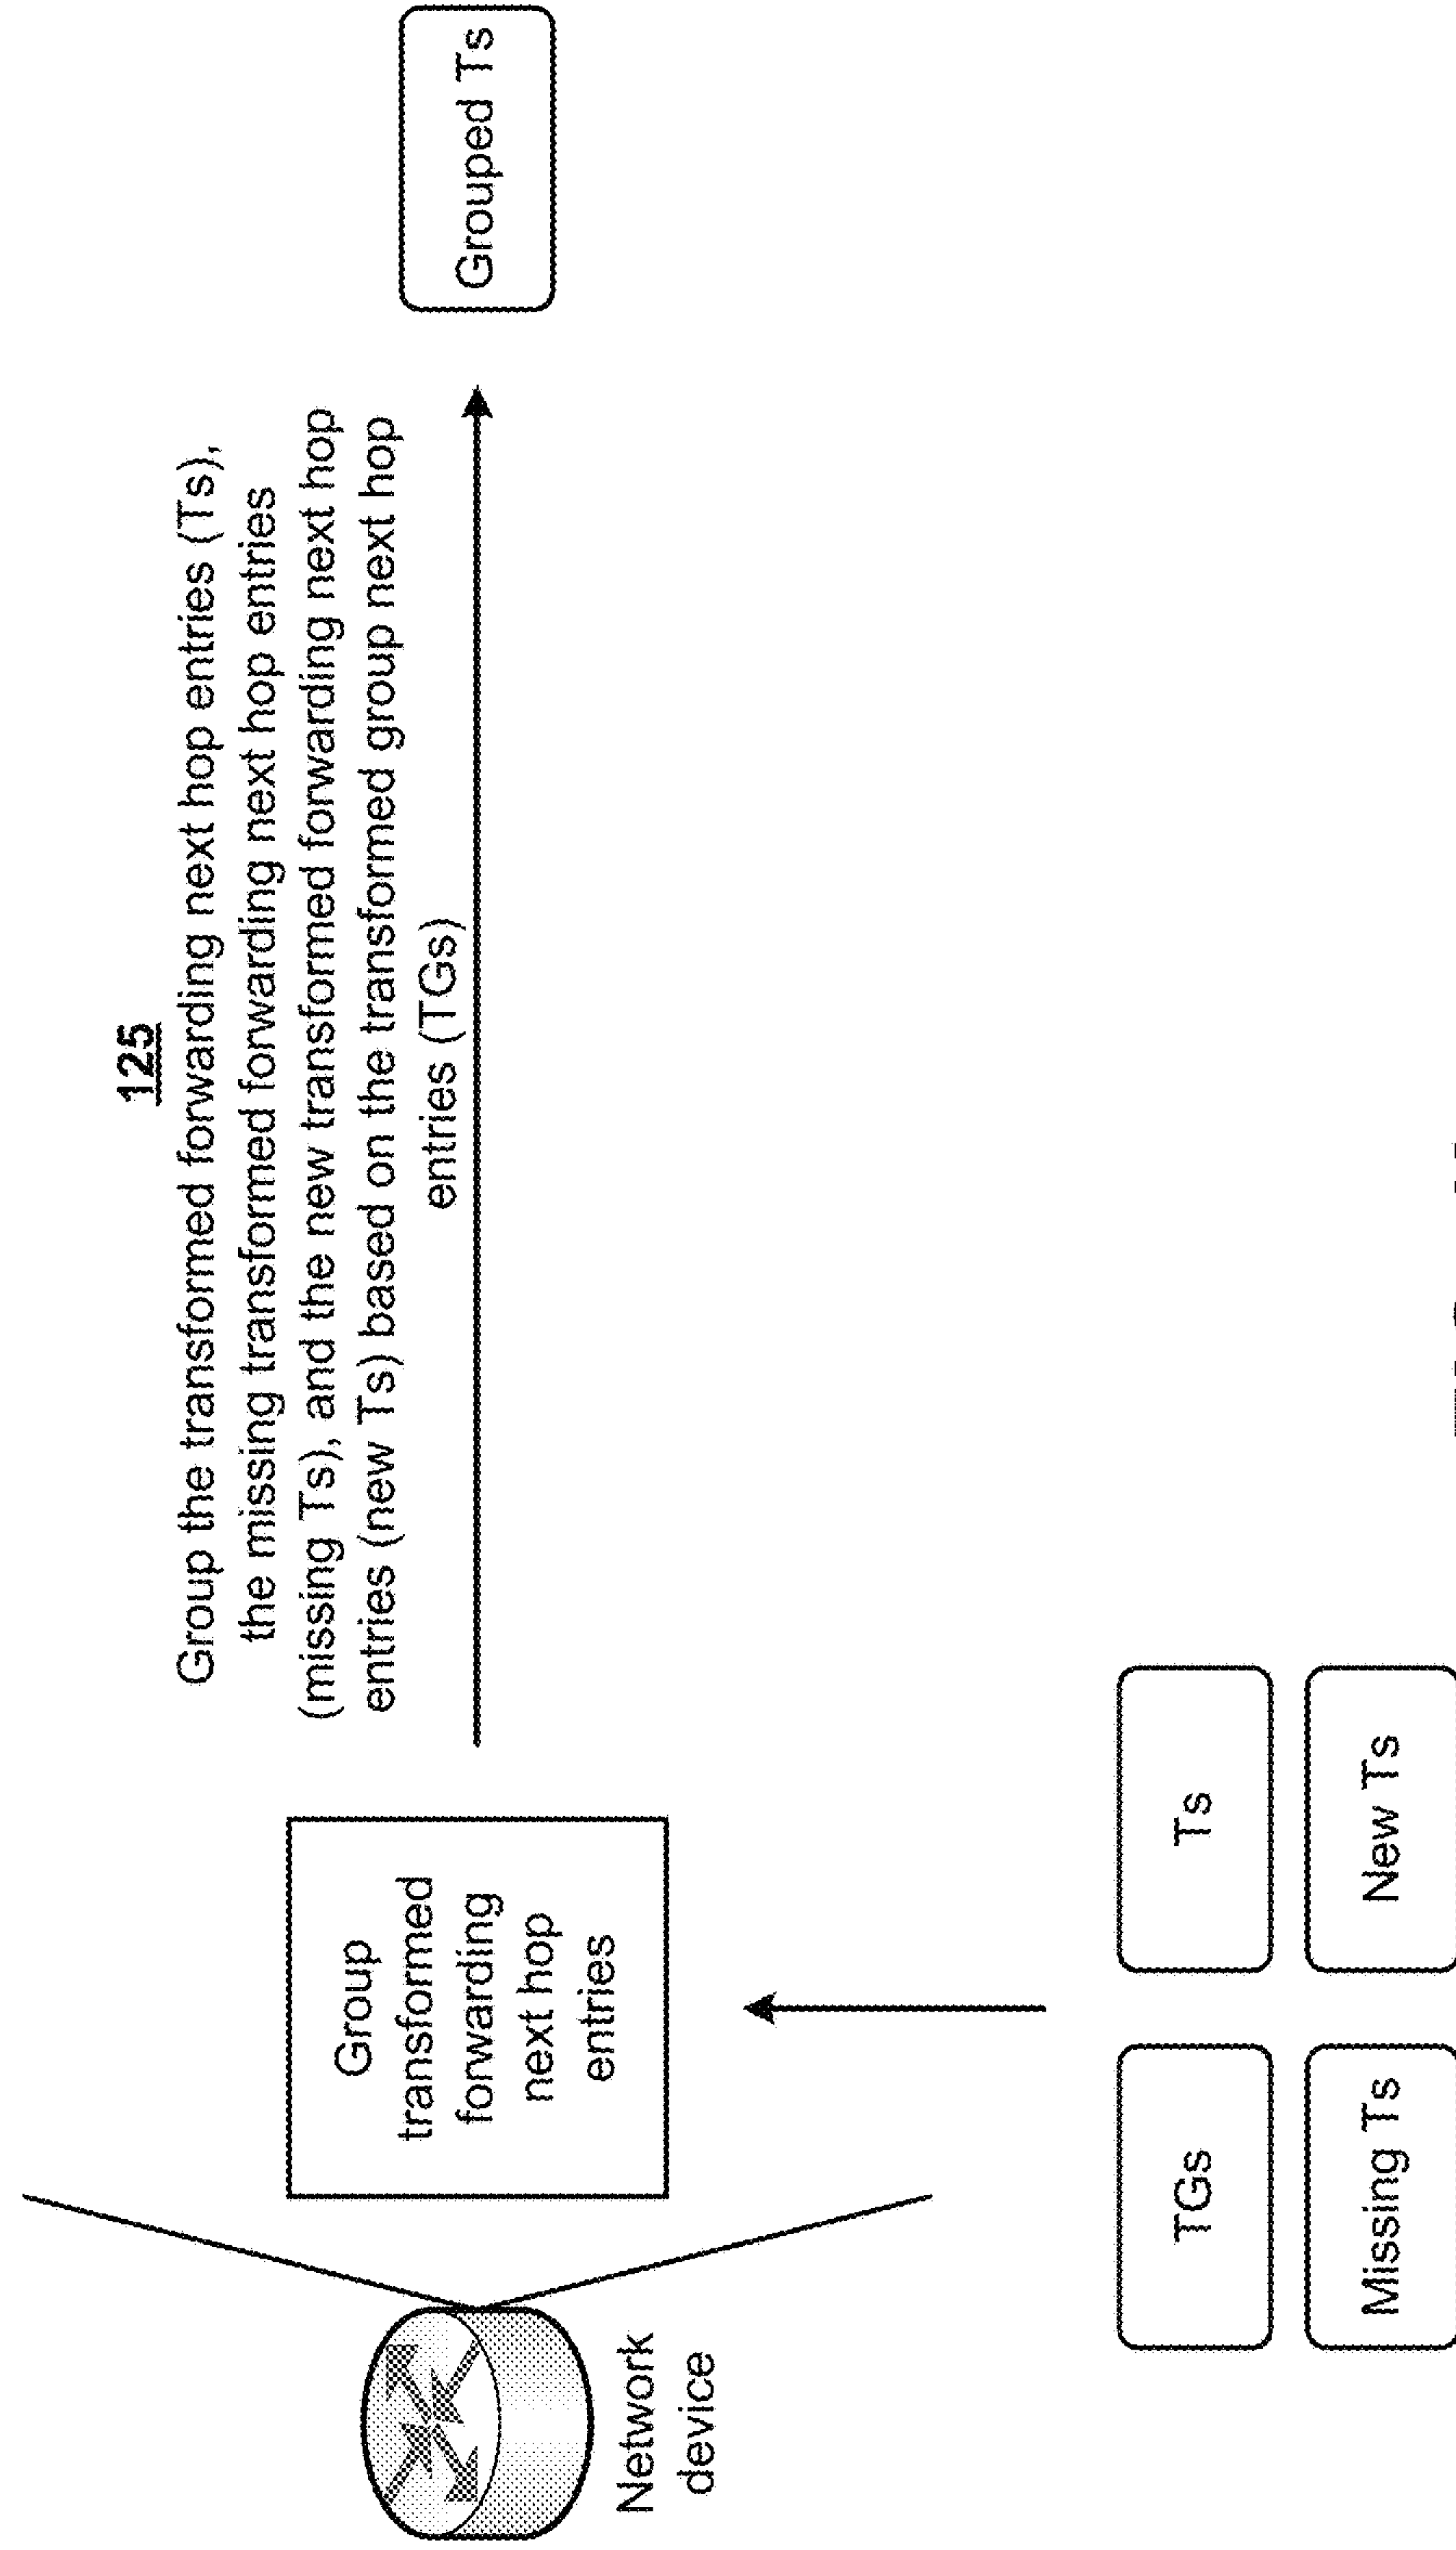 125
Group the transformed forwarding next hop entries (Ts),
the missing transformed forwarding next hop entries
(missing Ts), and the new transformed forwarding next hop
entries (new Ts) based on the transformed group next hop
entries (TGs)
Group
transformed
forwarding
next hop
entries
Grouped Ts
Network
device
TGs
Ts
Missing Ts
New Ts